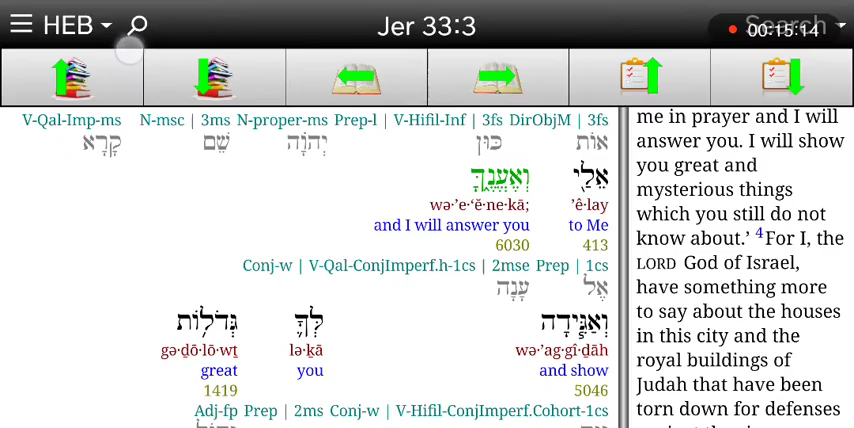 HEB
Jer 33:3
Search
00:15:14
V-Qal-Imp-ms N-msc | 3ms N-proper-ms Prep-l | V-Hifil-Inf | 3fs DirObjM | 3fs
אוֹת כּוּן יְהוָֹה שֵׁם קָרָא
אֵלַ֖י וְאֶעֱנֶ֑ךָּ
wə·’e·‘ĕ·ne·kā; ’ê·lay
and I will answer you to Me
6030 413
Conj-w | V-Qal-ConjImperf.h-1cs | 2mse Prep | 1cs
אֶל עָנָה
וְאַגִּ֧ידָה לְּךָ֛ גְּדֹל֥וֹת
gə·ḏō·lō·wṯ lə·ḵā wə·’ag·gî·ḏāh
great you and show
1419 5046
Adj-fp Prep | 2ms Conj-w | V-Hifil-ConjImperf.Cohort-1cs
me in prayer and I will
answer you. I will show
you great and
mysterious things
which you still do not
know about.’ 4 For I, the
LORD God of Israel,
have something more
to say about the houses
in this city and the
royal buildings of
Judah that have been
torn down for defenses